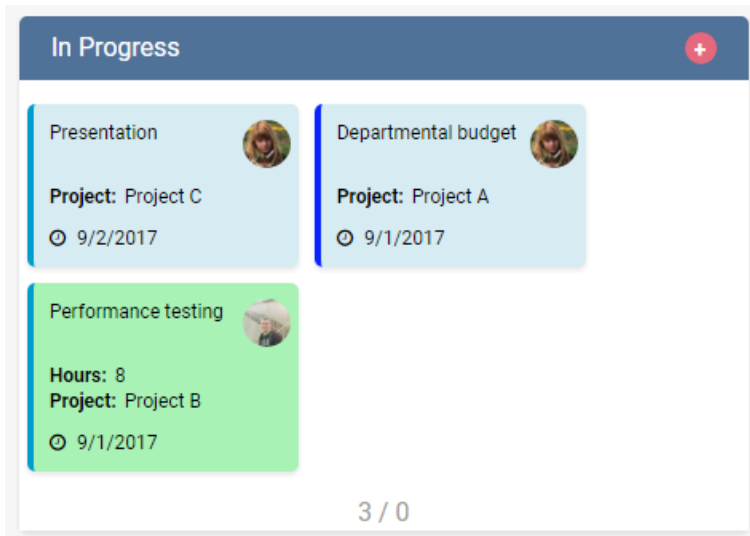 In Progress
+
Presentation
Project: Project C
9/2/2017
Departmental budget
Project: Project A
9/1/2017
Performance testing
Hours: 8
Project: Project B
9/1/2017
3 / 0